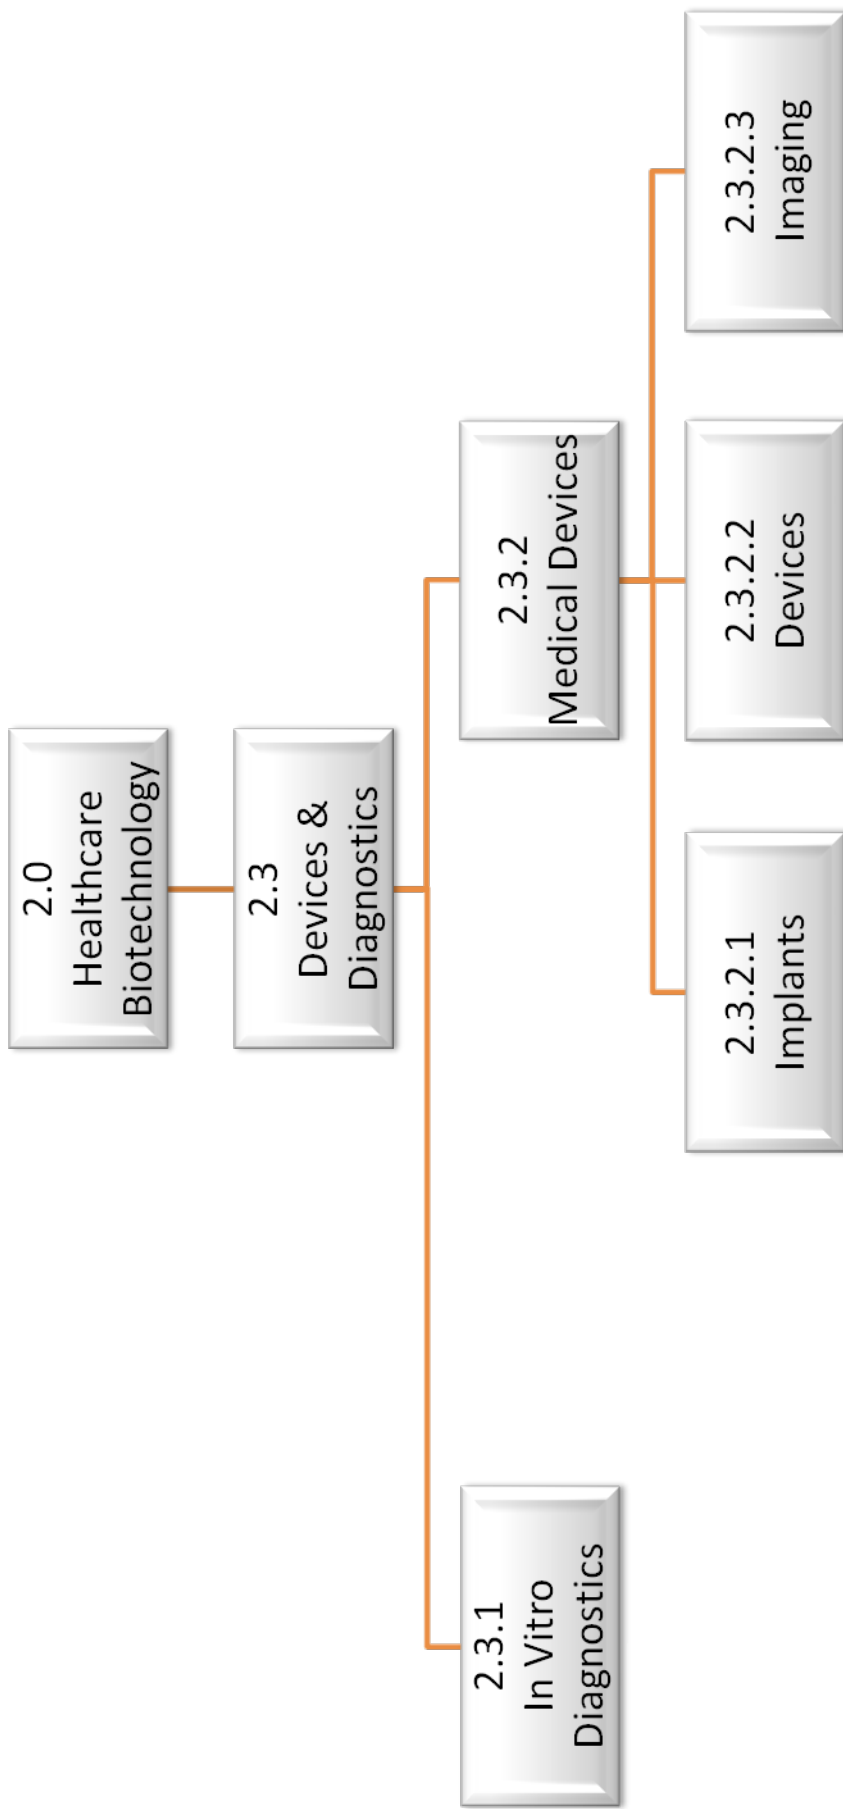 2.0
Healthcare
Biotechnology
2.3
Devices &
Diagnostics
2.3.1
In Vitro
Diagnostics
2.3.2
Medical Devices
2.3.2.1
Implants
2.3.2.2
Devices
2.3.2.3
Imaging